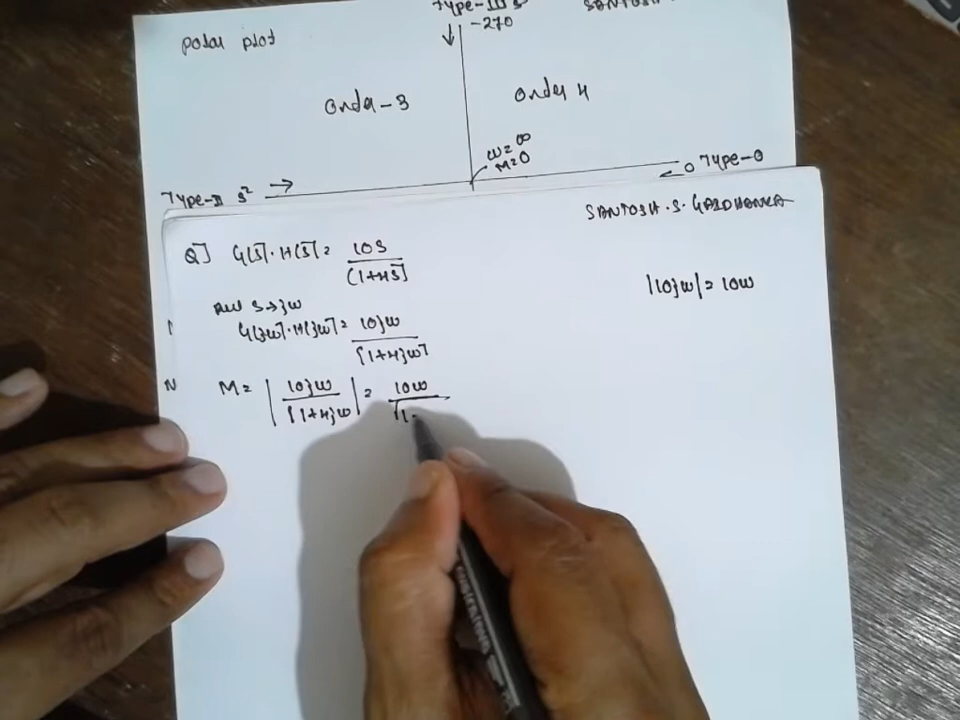 Type-III s³
-270
polar plot
order-3
order 4
ω=∞
M=0
Type-0
Type-II s²
SANTOSH.S.
Q] G(s)·H(s)= 10s
(1+4s)
put s→jω
G(jω)·H(jω)= 10jω
(1+4jω)
|10jω|=10ω
M= | 10jω | = 10ω
(1+4jω √1